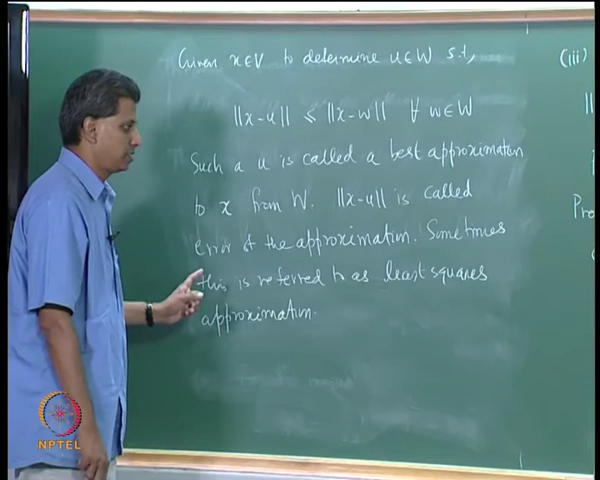 Given x∈V to determine u∈W s.t,
||x-u|| ≤ ||x-w|| ∀ w∈W
Such a u is called a best approximation
to x from W. ||x-u|| is called
error of the approximation. Sometimes
this is referred to as least squares
approximation.
(iii)
||
Pro
NPTEL